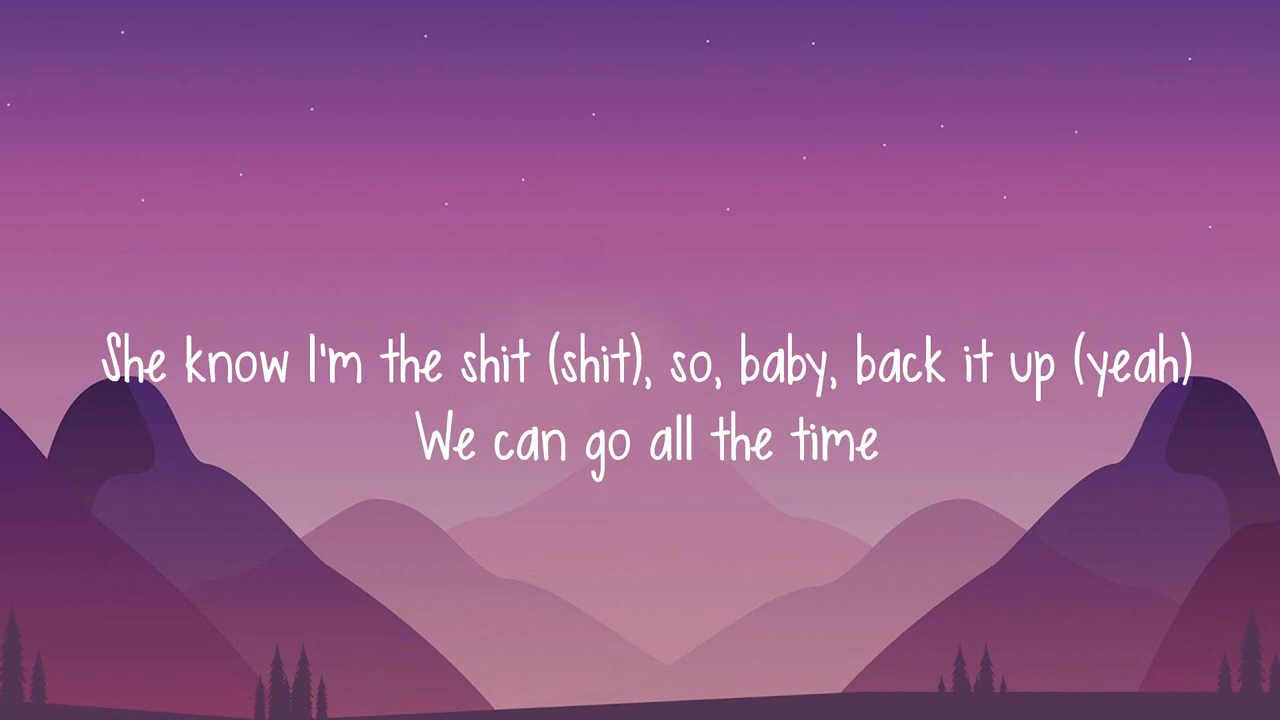 She know I'm the shit (shit), so, baby, back it up (yeah)
We can go all the time